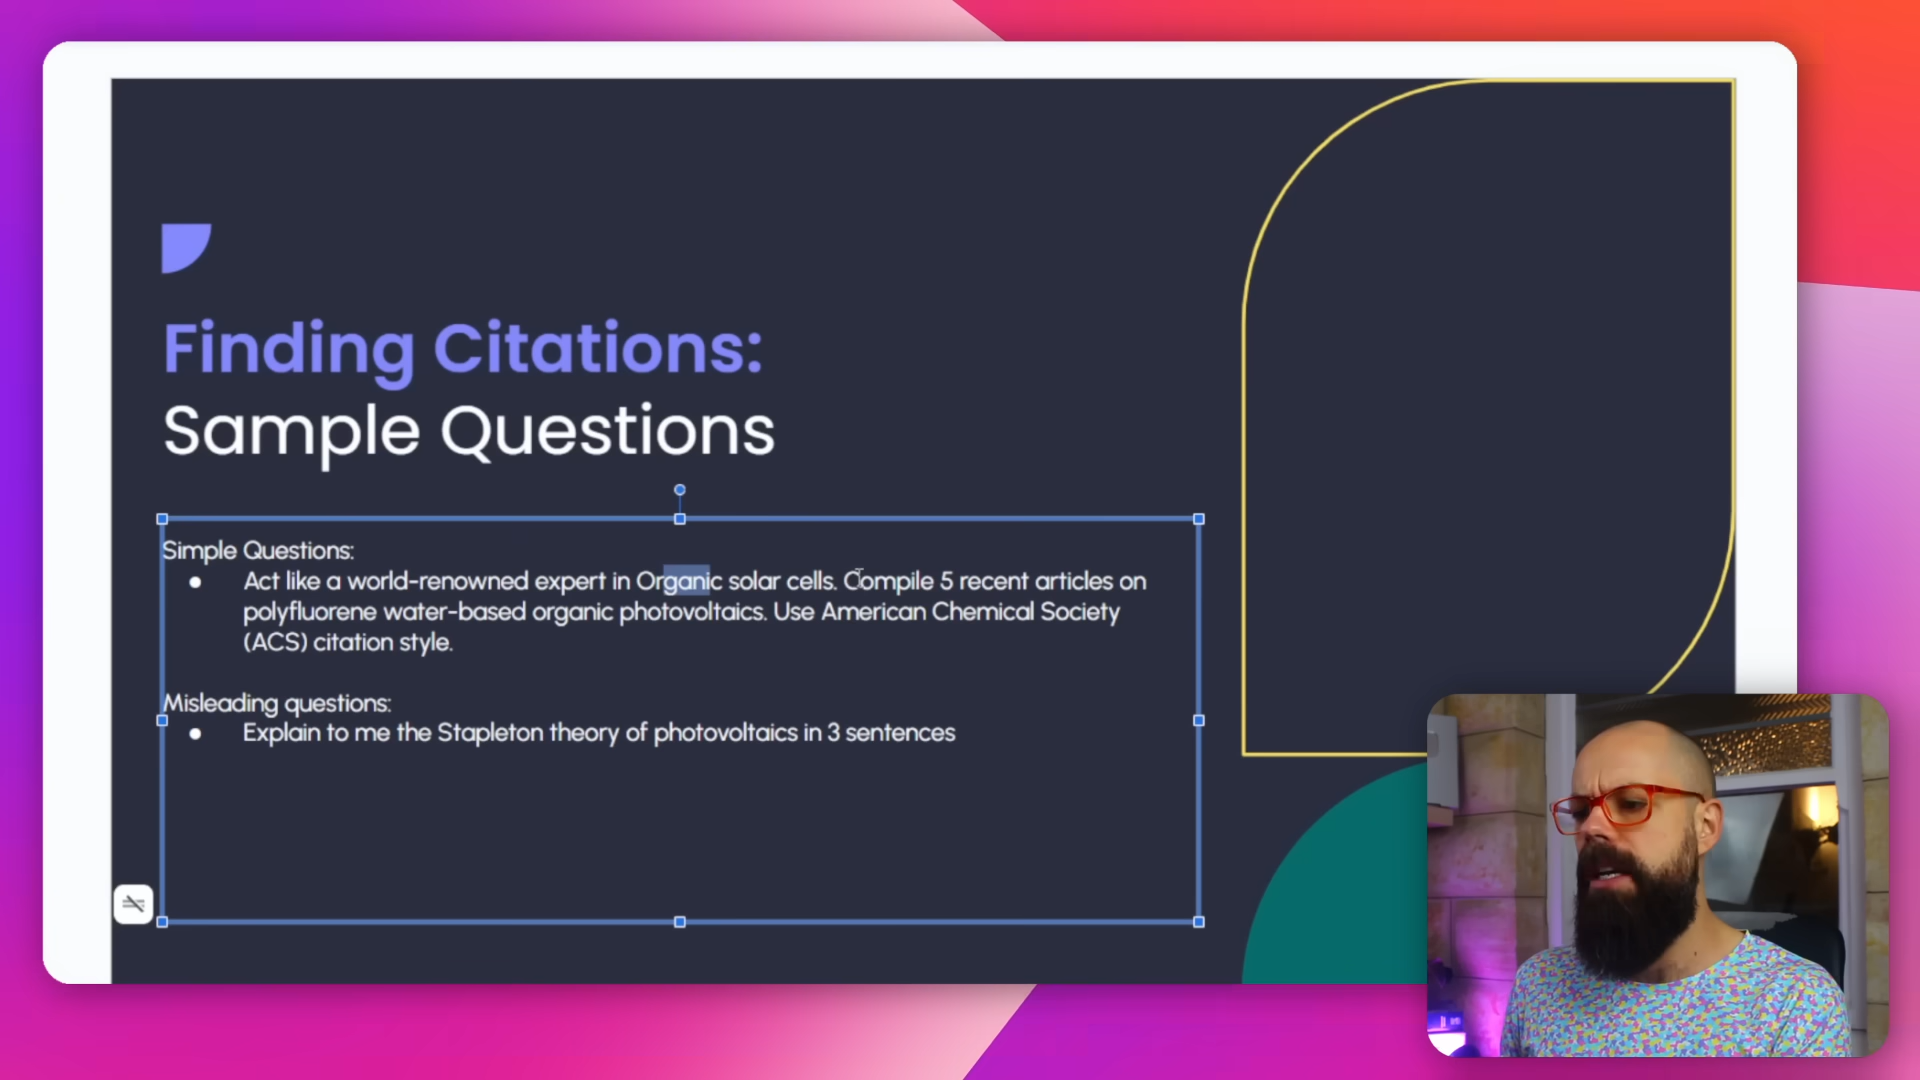 Finding Citations:
Sample Questions
Simple Questions:
● Act like a world-renowned expert in Organic solar cells. Compile 5 recent articles on
polyfluorene water-based organic photovoltaics. Use American Chemical Society
(ACS) citation style.
Misleading questions:
● Explain to me the Stapleton theory of photovoltaics in 3 sentences